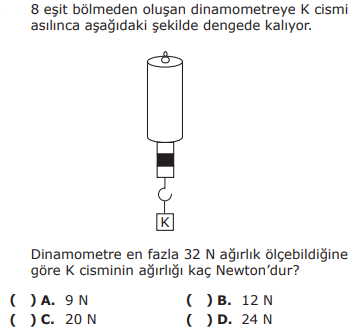 8 eşit bölmeden oluşan dinamometreye K cismi
asılınca aşağıdaki şekilde dengede kalıyor.
K
Dinamometre en fazla 32 N ağırlık ölçebildiğine
göre K cisminin ağırlığı kaç Newton’dur?
( ) A. 9 N ( ) B. 12 N
( ) C. 20 N ( ) D. 24 N